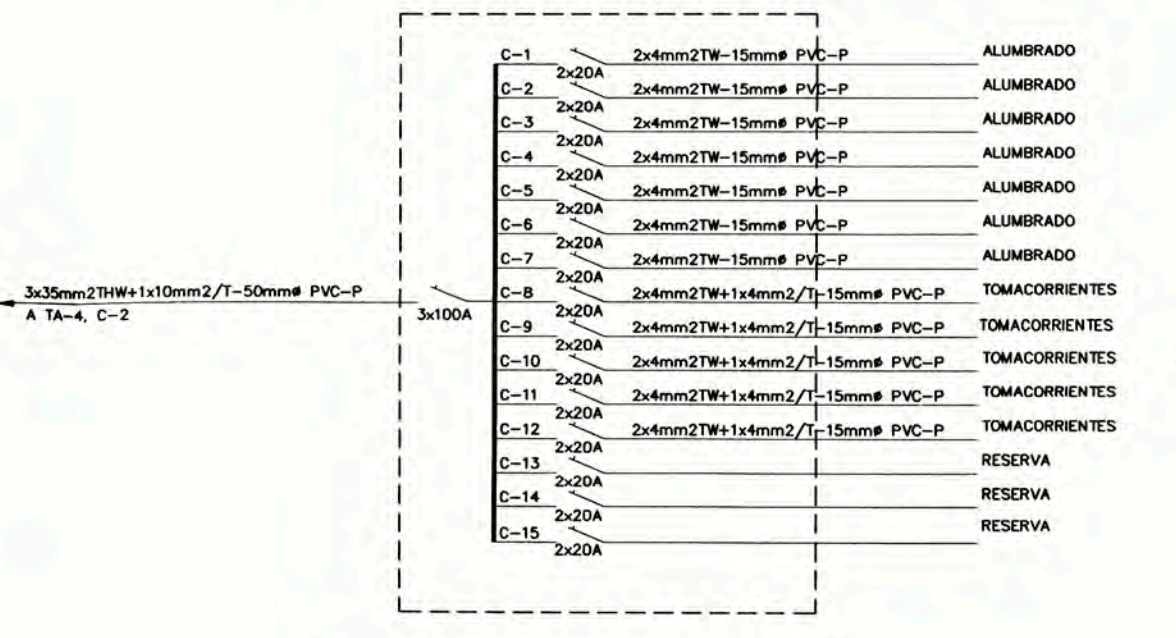 C-1 2x4mm2TW-15mmø PVC-P ALUMBRADO
2x20A
C-2 2x4mm2TW-15mmø PVC-P ALUMBRADO
2x20A
C-3 2x4mm2TW-15mmø PVC-P ALUMBRADO
2x20A
C-4 2x4mm2TW-15mmø PVC-P ALUMBRADO
2x20A
C-5 2x4mm2TW-15mmø PVC-P ALUMBRADO
2x20A
C-6 2x4mm2TW-15mmø PVC-P ALUMBRADO
2x20A
C-7 2x4mm2TW-15mmø PVC-P ALUMBRADO
2x20A
3x35mm2THW+1x10mm2/T-50mmø PVC-P
A TA-4, C-2
3x100A
C-8 2x4mm2TW+1x4mm2/T-15mmø PVC-P TOMACORRIENTES
2x20A
C-9 2x4mm2TW+1x4mm2/T-15mmø PVC-P TOMACORRIENTES
2x20A
C-10 2x4mm2TW+1x4mm2/T-15mmø PVC-P TOMACORRIENTES
2x20A
C-11 2x4mm2TW+1x4mm2/T-15mmø PVC-P TOMACORRIENTES
2x20A
C-12 2x4mm2TW+1x4mm2/T-15mmø PVC-P TOMACORRIENTES
2x20A
C-13 RESERVA
2x20A
C-14 RESERVA
2x20A
C-15 RESERVA
2x20A